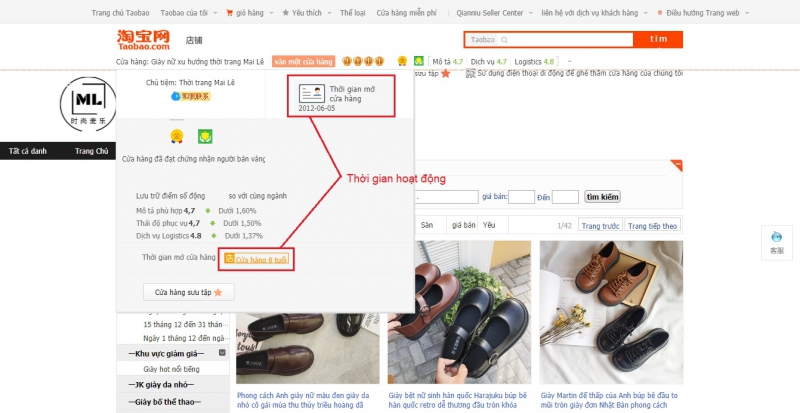 Trang chủ Taobao
Taobao của tôi
giỏ hàng
Yêu thích
Thể loại
Cửa hàng miễn phí
Qianniu Seller Center
liên hệ với dịch vụ khách hàng
Điều hướng Trang web
淘宝网
Taobao.com
店铺
Taobao
tìm
Cửa hàng: Giày nữ xu hướng thời trang Mai Lê
vào một cửa hàng
Mô tả 4.7
Dịch vụ 4.7
Logistics 4.8
Chủ tiệm: Thời trang Mai Lê
和我联系
Thời gian mở
cửa hàng
2012-06-05
sưu tập
Sử dụng điện thoại di động để ghé thăm cửa hàng của chúng tôi
ML
时尚麦乐
Tất cả danh
Trang Chủ
Cửa hàng đã đạt chứng nhận người bán vàng
Thời gian hoạt động
Lưu trữ điểm số động
so với cùng ngành
Mô tả phù hợp 4,7
Dưới 1,60%
Thái độ phục vụ 4,7
Dưới 1,50%
Dịch vụ Logistics 4.8
Dưới 1,37%
Thời gian mở cửa hàng
店
Cửa hàng 8 tuổi
Cửa hàng sưu tập
giá bán:
Đến
tìm kiếm
Sàn
giá bán
Yêu
1/42
Trang trước
Trang tiếp theo
客服
15 tháng 12 đến 31 thán
Ngày 1 tháng 12 đến ngà
—Khu vực giảm giá—
Giày hot nổi tiếng
—JK giày da nhỏ—
—Giày bố thể thao—
Phong cách Anh giày nữ màu đen giày da
nhỏ cô gái mùa thu thủy triều hoang dã
Giày bệt nữ sinh hàn quốc Harajuku búp bê
hàn quốc retro dễ thương đầu tròn khóa
Giày Martin đế thấp của Anh búp bê đầu to
mũi tròn giày đơn Nhật Bản phong cách